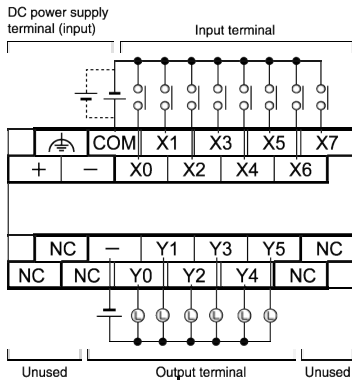 DC power supply
terminal (input)
Input terminal
COM X1 X3 X5 X7
+ − X0 X2 X4 X6
NC − Y1 Y3 Y5 NC
NC NC Y0 Y2 Y4 NC
L L L L L L
Unused Output terminal Unused